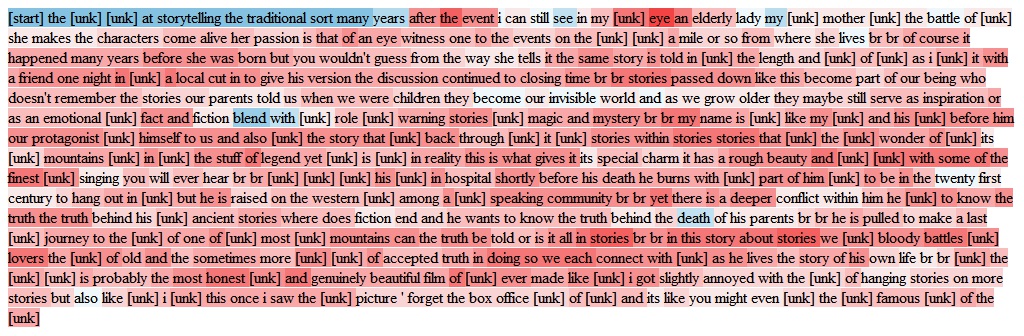 [start] the [unk] [unk] at storytelling the traditional sort many years after the event i can still see in my [unk] eye an elderly lady my [unk] mother [unk] the battle of [unk]
she makes the characters come alive her passion is that of an eye witness one to the events on the [unk] [unk] a mile or so from where she lives br br of course it
happened many years before she was born but you wouldn't guess from the way she tells it the same story is told in [unk] the length and [unk] of [unk] as i [unk] it with
a friend one night in [unk] a local cut in to give his version the discussion continued to closing time br br stories passed down like this become part of our being who
doesn't remember the stories our parents told us when we were children they become our invisible world and as we grow older they maybe still serve as inspiration or
as an emotional [unk] fact and fiction blend with [unk] role [unk] warning stories [unk] magic and mystery br br my name is [unk] like my [unk] and his [unk] before him
our protagonist [unk] himself to us and also [unk] the story that [unk] back through [unk] it [unk] stories within stories stories that [unk] the [unk] wonder of [unk] its
[unk] mountains [unk] in [unk] the stuff of legend yet [unk] is [unk] in reality this is what gives it its special charm it has a rough beauty and [unk] [unk] with some of the
finest [unk] singing you will ever hear br br [unk] [unk] [unk] his [unk] in hospital shortly before his death he burns with [unk] part of him [unk] to be in the twenty first
century to hang out in [unk] but he is raised on the western [unk] among a [unk] speaking community br br yet there is a deeper conflict within him he [unk] to know the
truth the truth behind his [unk] ancient stories where does fiction end and he wants to know the truth behind the death of his parents br br he is pulled to make a last
[unk] journey to the [unk] of one of [unk] most [unk] mountains can the truth be told or is it all in stories br br in this story about stories we [unk] bloody battles [unk]
lovers the [unk] of old and the sometimes more [unk] [unk] of accepted truth in doing so we each connect with [unk] as he lives the story of his own life br br [unk] the
[unk] [unk] is probably the most honest [unk] and genuinely beautiful film of [unk] ever made like [unk] i got slightly annoyed with the [unk] of hanging stories on more
stories but also like [unk] i [unk] this once i saw the [unk] picture ' forget the box office [unk] of [unk] and its like you might even [unk] the [unk] famous [unk] of the
[unk]